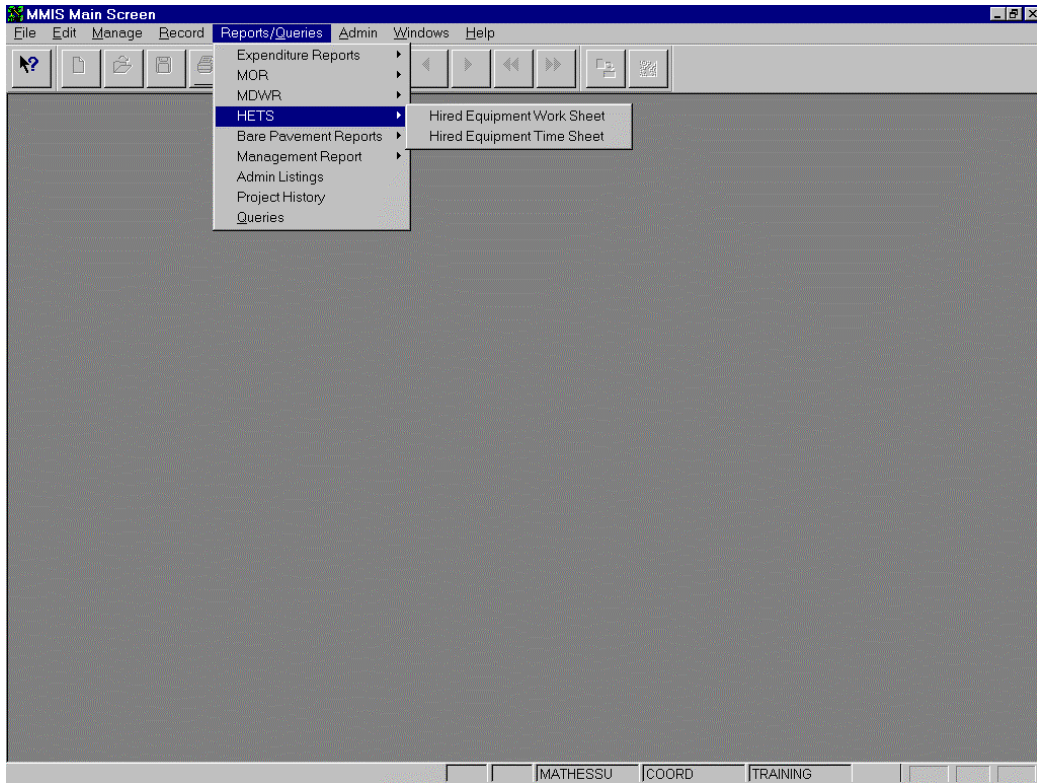 MMIS Main Screen
File Edit Manage Record Reports/Queries Admin Windows Help
Expenditure Reports
MOR
MDWR
HETS
Hired Equipment Work Sheet
Hired Equipment Time Sheet
Bare Pavement Reports
Management Report
Admin Listings
Project History
Queries
MATHESSU COORD TRAINING